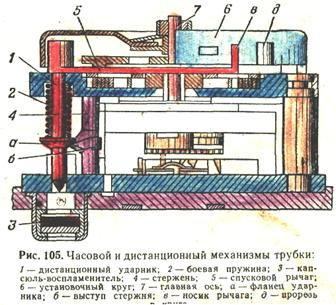 5
7
6
в
д
1
2
4
а
б
3
Рис. 105. Часовой и дистанционный механизмы трубки:
1 — дистанционный ударник; 2 — боевая пружина; 3 — кап-
сюль-воспламенитель; 4 — стержень; 5 — спусковой рычаг;
6 — установочный круг; 7 — главная ось; а — фланец удар-
ника; б — выступ стержня; в — носик рычага; д — прорезь